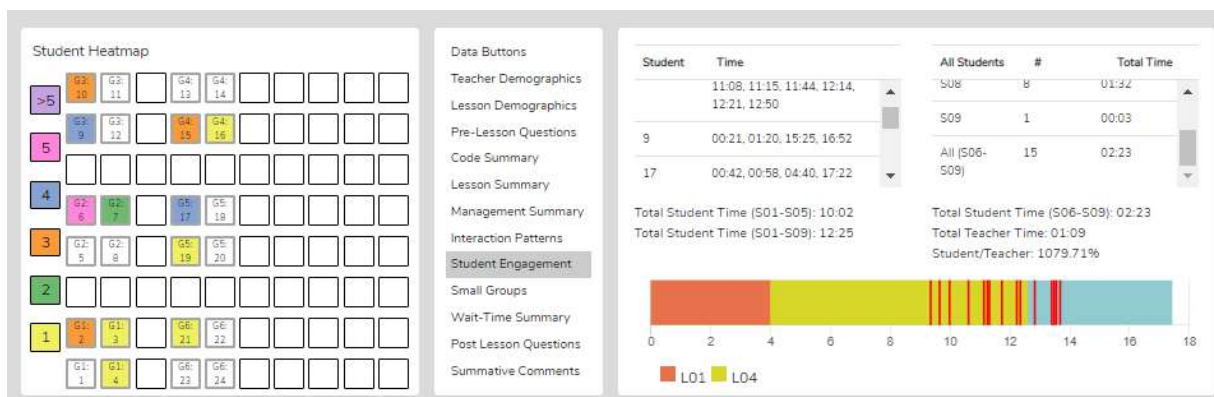 Student Heatmap
G3: 10 G3: 11 G4: 13 G4: 14
>5
G3: 9 G3: 12 G4: 15 G4: 16
5
4
G2: 6 G2: 7 G5: 17 G5: 18
3
G2: 5 G2: 8 G5: 19 G5: 20
2
1
G1: 2 G1: 3 G6: 21 G6: 22
G1: 1 G1: 4 G6: 23 G6: 24
Data Buttons
Teacher Demographics
Lesson Demographics
Pre-Lesson Questions
Code Summary
Lesson Summary
Management Summary
Interaction Patterns
Student Engagement
Small Groups
Wait-Time Summary
Post Lesson Questions
Summative Comments
Student Time
11:08, 11:15, 11:44, 12:14,
12:21, 12:50
9 00:21, 01:20, 15:25, 16:52
17 00:42, 00:58, 04:40, 17:22
Total Student Time (S01-S05): 10:02
Total Student Time (S01-S09): 12:25
All Students # Total Time
S08 8 01:32
S09 1 00:03
All (S06-
S09) 15 02:23
Total Student Time (S06-S09): 02:23
Total Teacher Time: 01:09
Student/Teacher: 1079.71%
0 2 4 6 8 10 12 14 16 18
L01 L04